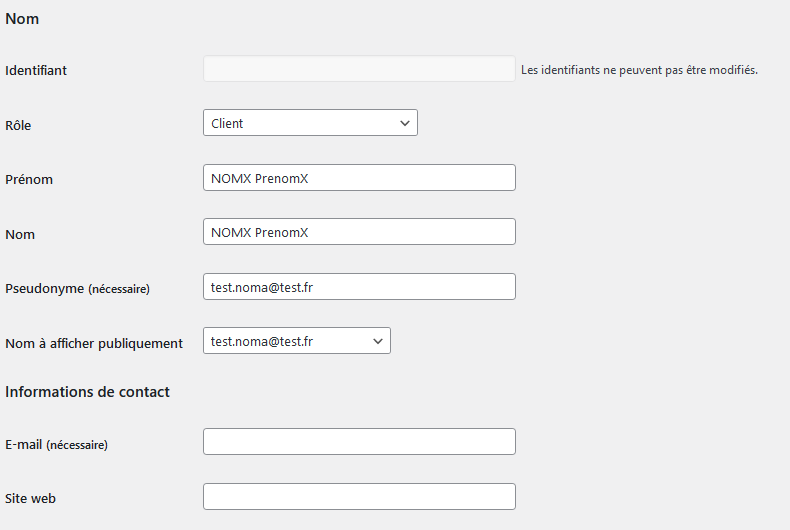 Nom
Identifiant Les identifiants ne peuvent pas être modifiés.
Rôle Client
Prénom NOMX PrenomX
Nom NOMX PrenomX
Pseudonyme (nécessaire) test.noma@test.fr
Nom à afficher publiquement test.noma@test.fr
Informations de contact
E-mail (nécessaire)
Site web